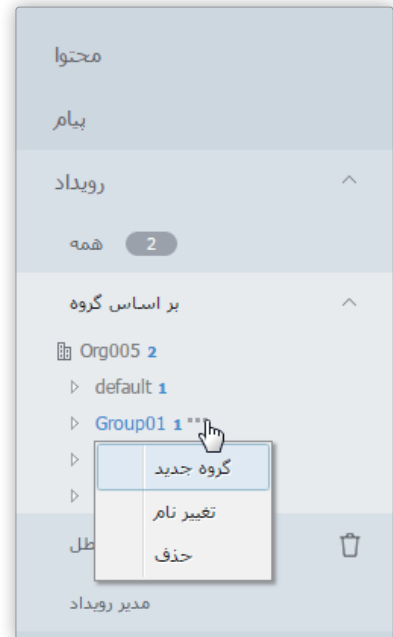 محتوا
پیام
رویداد
همه 2
بر اساس گروه
Org005 2
default 1
Group01 1
گروه جدید
تغییر نام
حذف
مدیر رویداد